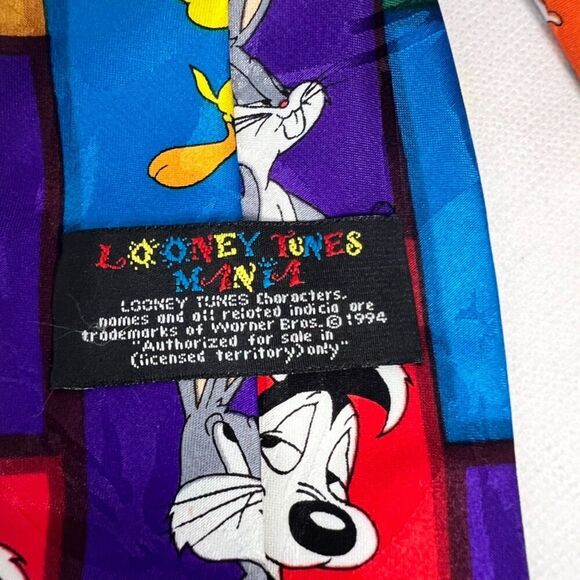 LOONEY TUNES
MANIA
LOONEY TUNES Characters,
names and all related indicia are
trademarks of Warner Bros. © 1994
"Authorized for sale in
(licensed territory) only"